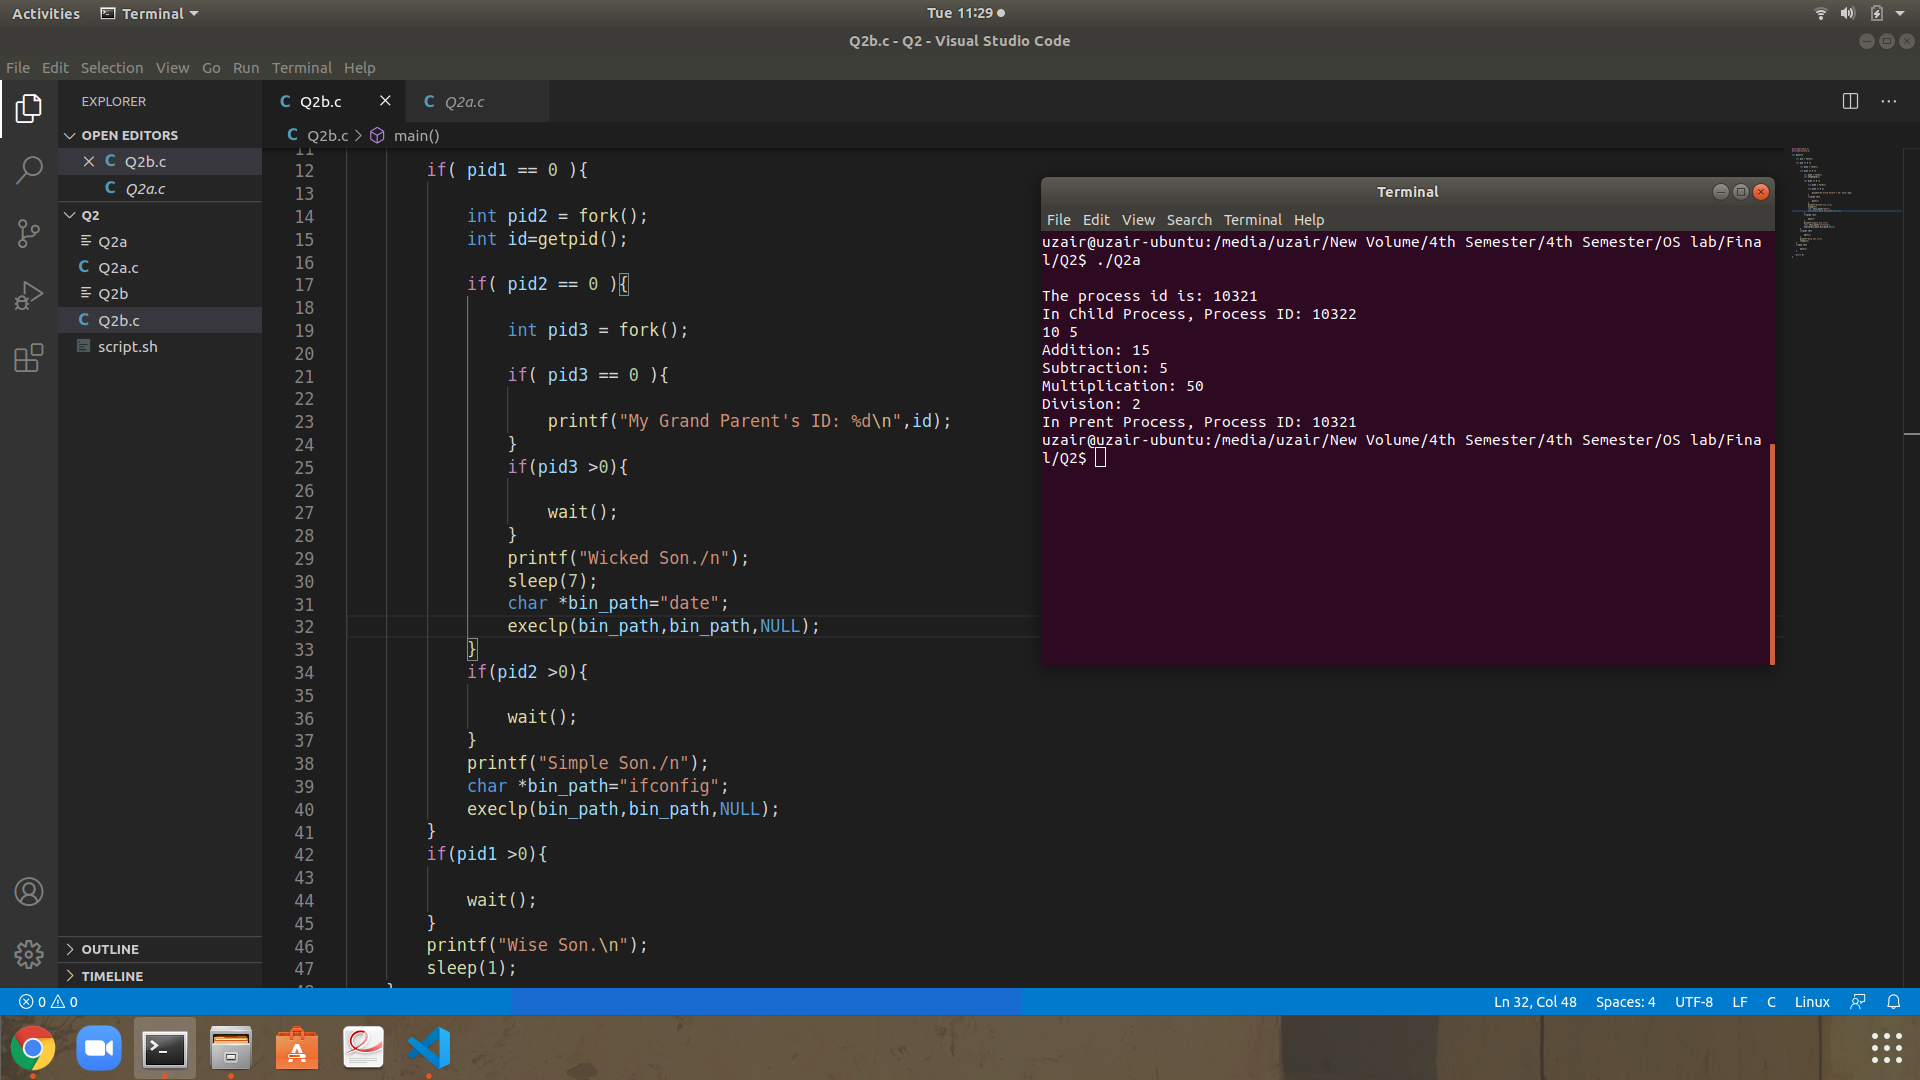 Activities Terminal Tue 11:29
Q2b.c - Q2 - Visual Studio Code
File Edit Selection View Go Run Terminal Help
EXPLORER
OPEN EDITORS
Q2b.c
Q2a.c
Q2
Q2a
Q2a.c
Q2b
Q2b.c
script.sh
OUTLINE
TIMELINE
Q2b.c Q2a.c
Q2b.c > main()
11
12 if( pid1 == 0 ){
13
14 int pid2 = fork();
15 int id=getpid();
16
17 if( pid2 == 0 ){
18
19 int pid3 = fork();
20
21 if( pid3 == 0 ){
22
23 printf("My Grand Parent's ID: %d\n",id);
24 }
25 if(pid3 >0){
26
27 wait();
28 }
29 printf("Wicked Son./n");
30 sleep(7);
31 char *bin_path="date";
32 execlp(bin_path,bin_path,NULL);
33 }
34 if(pid2 >0){
35
36 wait();
37 }
38 printf("Simple Son./n");
39 char *bin_path="ifconfig";
40 execlp(bin_path,bin_path,NULL);
41 }
42 if(pid1 >0){
43
44 wait();
45 }
46 printf("Wise Son.\n");
47 sleep(1);
Terminal
File Edit View Search Terminal Help
uzair@uzair-ubuntu:/media/uzair/New Volume/4th Semester/4th Semester/OS lab/Fina
l/Q2$ ./Q2a
The process id is: 10321
In Child Process, Process ID: 10322
10 5
Addition: 15
Subtraction: 5
Multiplication: 50
Division: 2
In Prent Process, Process ID: 10321
uzair@uzair-ubuntu:/media/uzair/New Volume/4th Semester/4th Semester/OS lab/Fina
l/Q2$
0 0 Ln 32, Col 48 Spaces: 4 UTF-8 LF C Linux